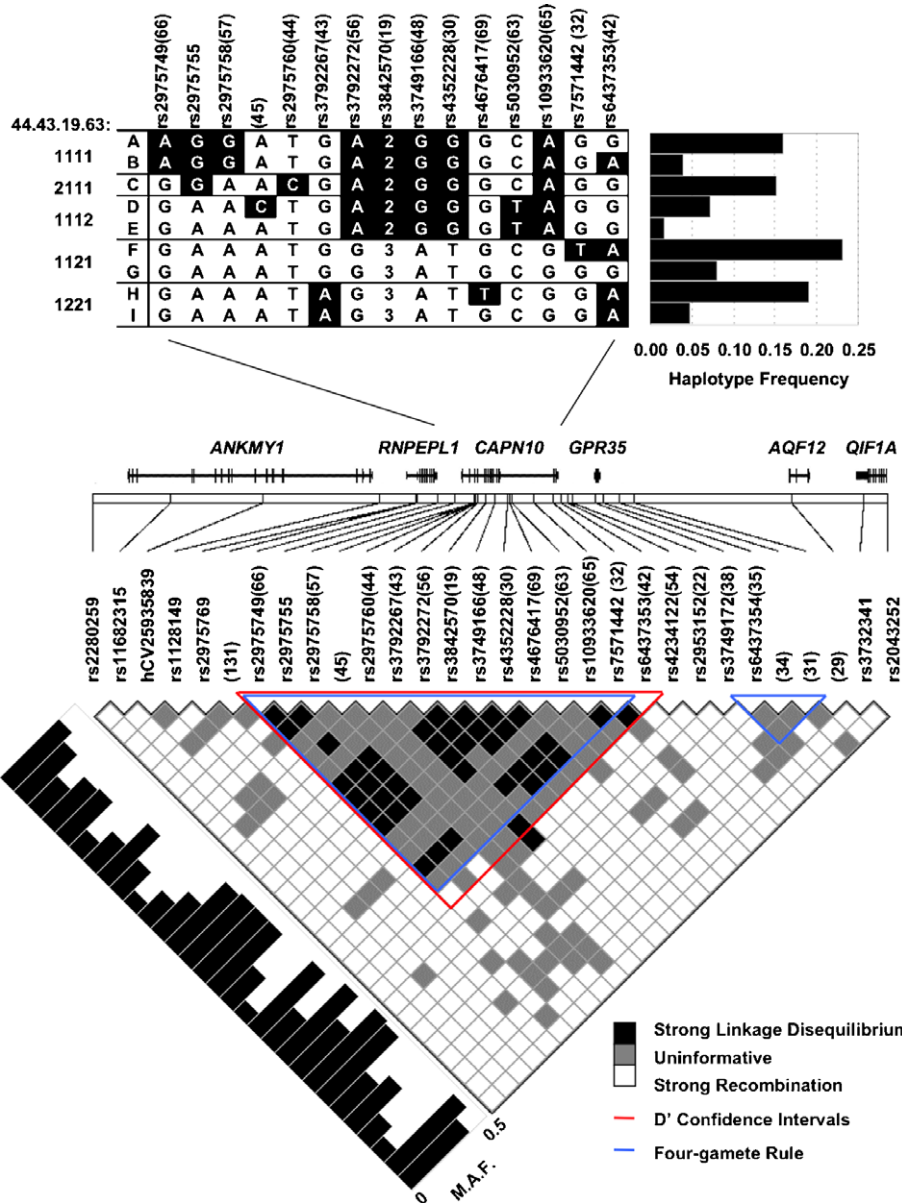 rs2975749(66)
rs2975755
rs2975758(57)
(45)
rs2975760(44)
rs3792267(43)
rs3792272(56)
rs3842570(19)
rs3749166(48)
rs4352228(30)
rs4676417(69)
rs5030952(63)
rs10933620(65)
rs7571442 (32)
rs6437353(42)
44.43.19.63:
1111
A A G G A T G A 2 G G G C A G G
B A G G A T G A 2 G G G C A G A
2111
C G G A A C G A 2 G G G C A G G
1112
D G A A C T G A 2 G G G T A G G
E G A A A T G A 2 G G G T A G G
1121
F G A A A T G G 3 A T G C G T A
G G A A A T G G 3 A T G C G G G
1221
H G A A A T A G 3 A T T C G G A
I G A A A T A G 3 A T G C G G A
0.00 0.05 0.10 0.15 0.20 0.25
Haplotype Frequency
ANKMY1 RNPEPL1 CAPN10 GPR35 AQF12 QIF1A
rs2280259
rs11682315
hCV25935839
rs1128149
rs2975769
(131)
rs2975749(66)
rs2975755
rs2975758(57)
(45)
rs2975760(44)
rs3792267(43)
rs3792272(56)
rs3842570(19)
rs3749166(48)
rs4352228(30)
rs4676417(69)
rs5030952(63)
rs10933620(65)
rs7571442 (32)
rs6437353(42)
rs4234122(54)
rs2953152(22)
rs3749172(38)
rs6437354(35)
(34)
(31)
(29)
rs3732341
rs2043252
Strong Linkage Disequilibrium
Uninformative
Strong Recombination
D' Confidence Intervals
Four-gamete Rule
0.5
M.A.F.
0